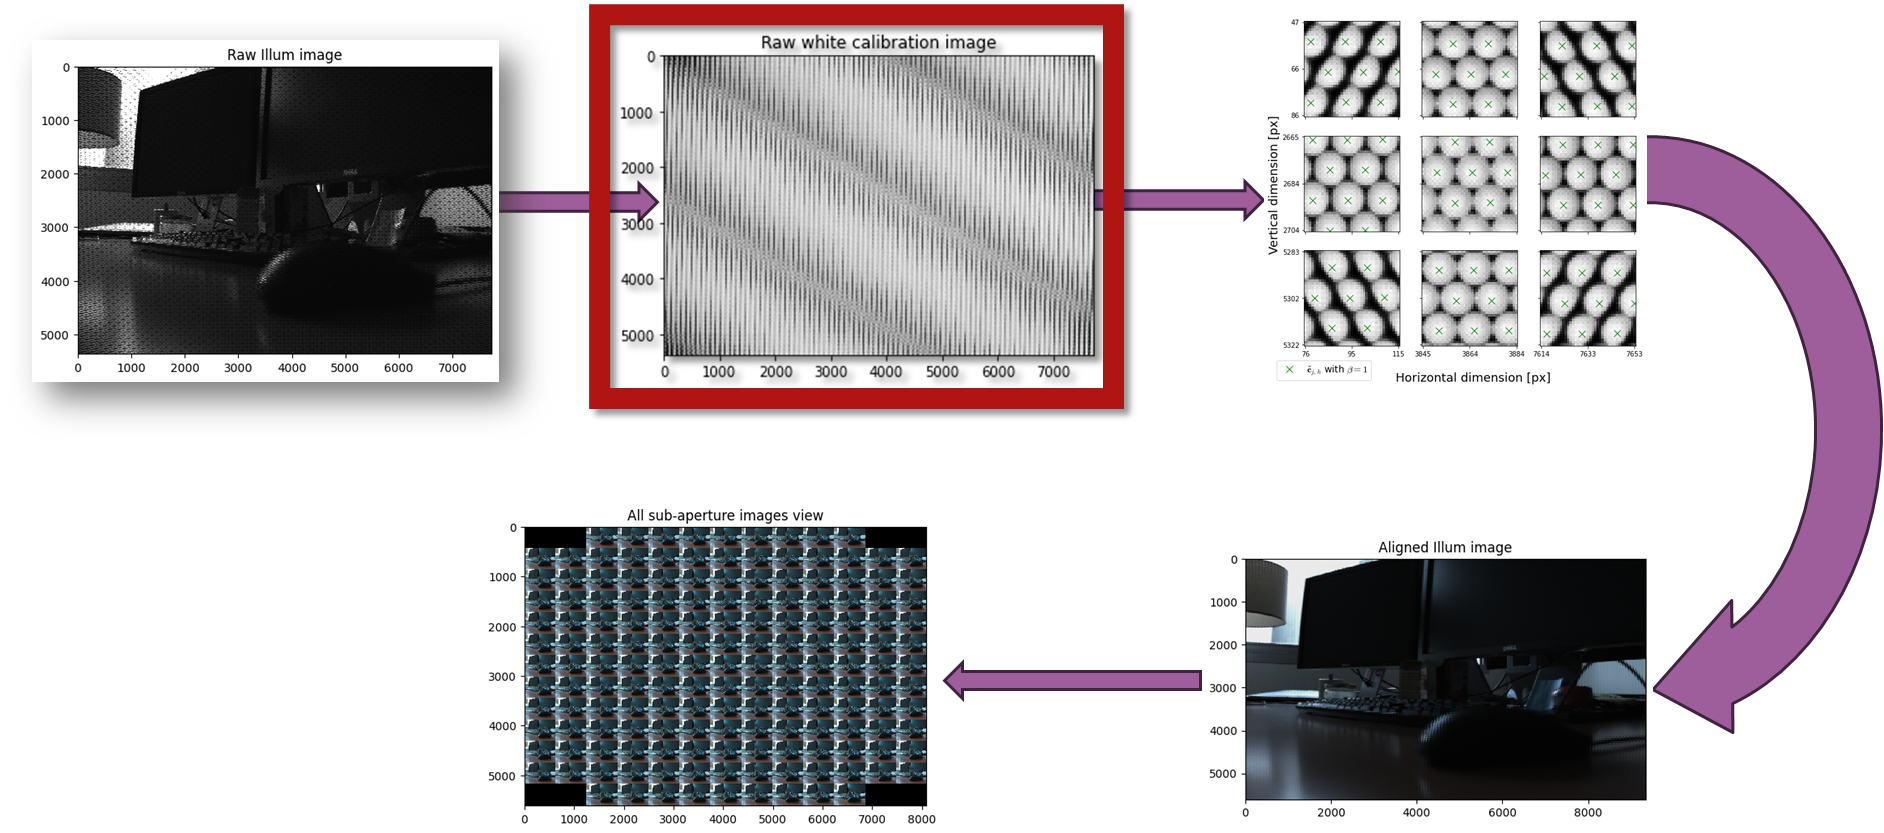 Raw Illum image
0
1000
2000
3000
4000
5000
0 1000 2000 3000 4000 5000 6000 7000
Raw white calibration image
0
1000
2000
3000
4000
5000
0 1000 2000 3000 4000 5000 6000 7000
Vertical dimension [px]
47
66
86
2665
2684
2704
5283
5302
5322
76 95 115 3845 3864 3884 7614 7633 7653
Horizontal dimension [px]
× c̃j, h with β = 1
All sub-aperture images view
0
1000
2000
3000
4000
5000
0 1000 2000 3000 4000 5000 6000 7000 8000
Aligned Illum image
0
1000
2000
3000
4000
5000
0 2000 4000 6000 8000